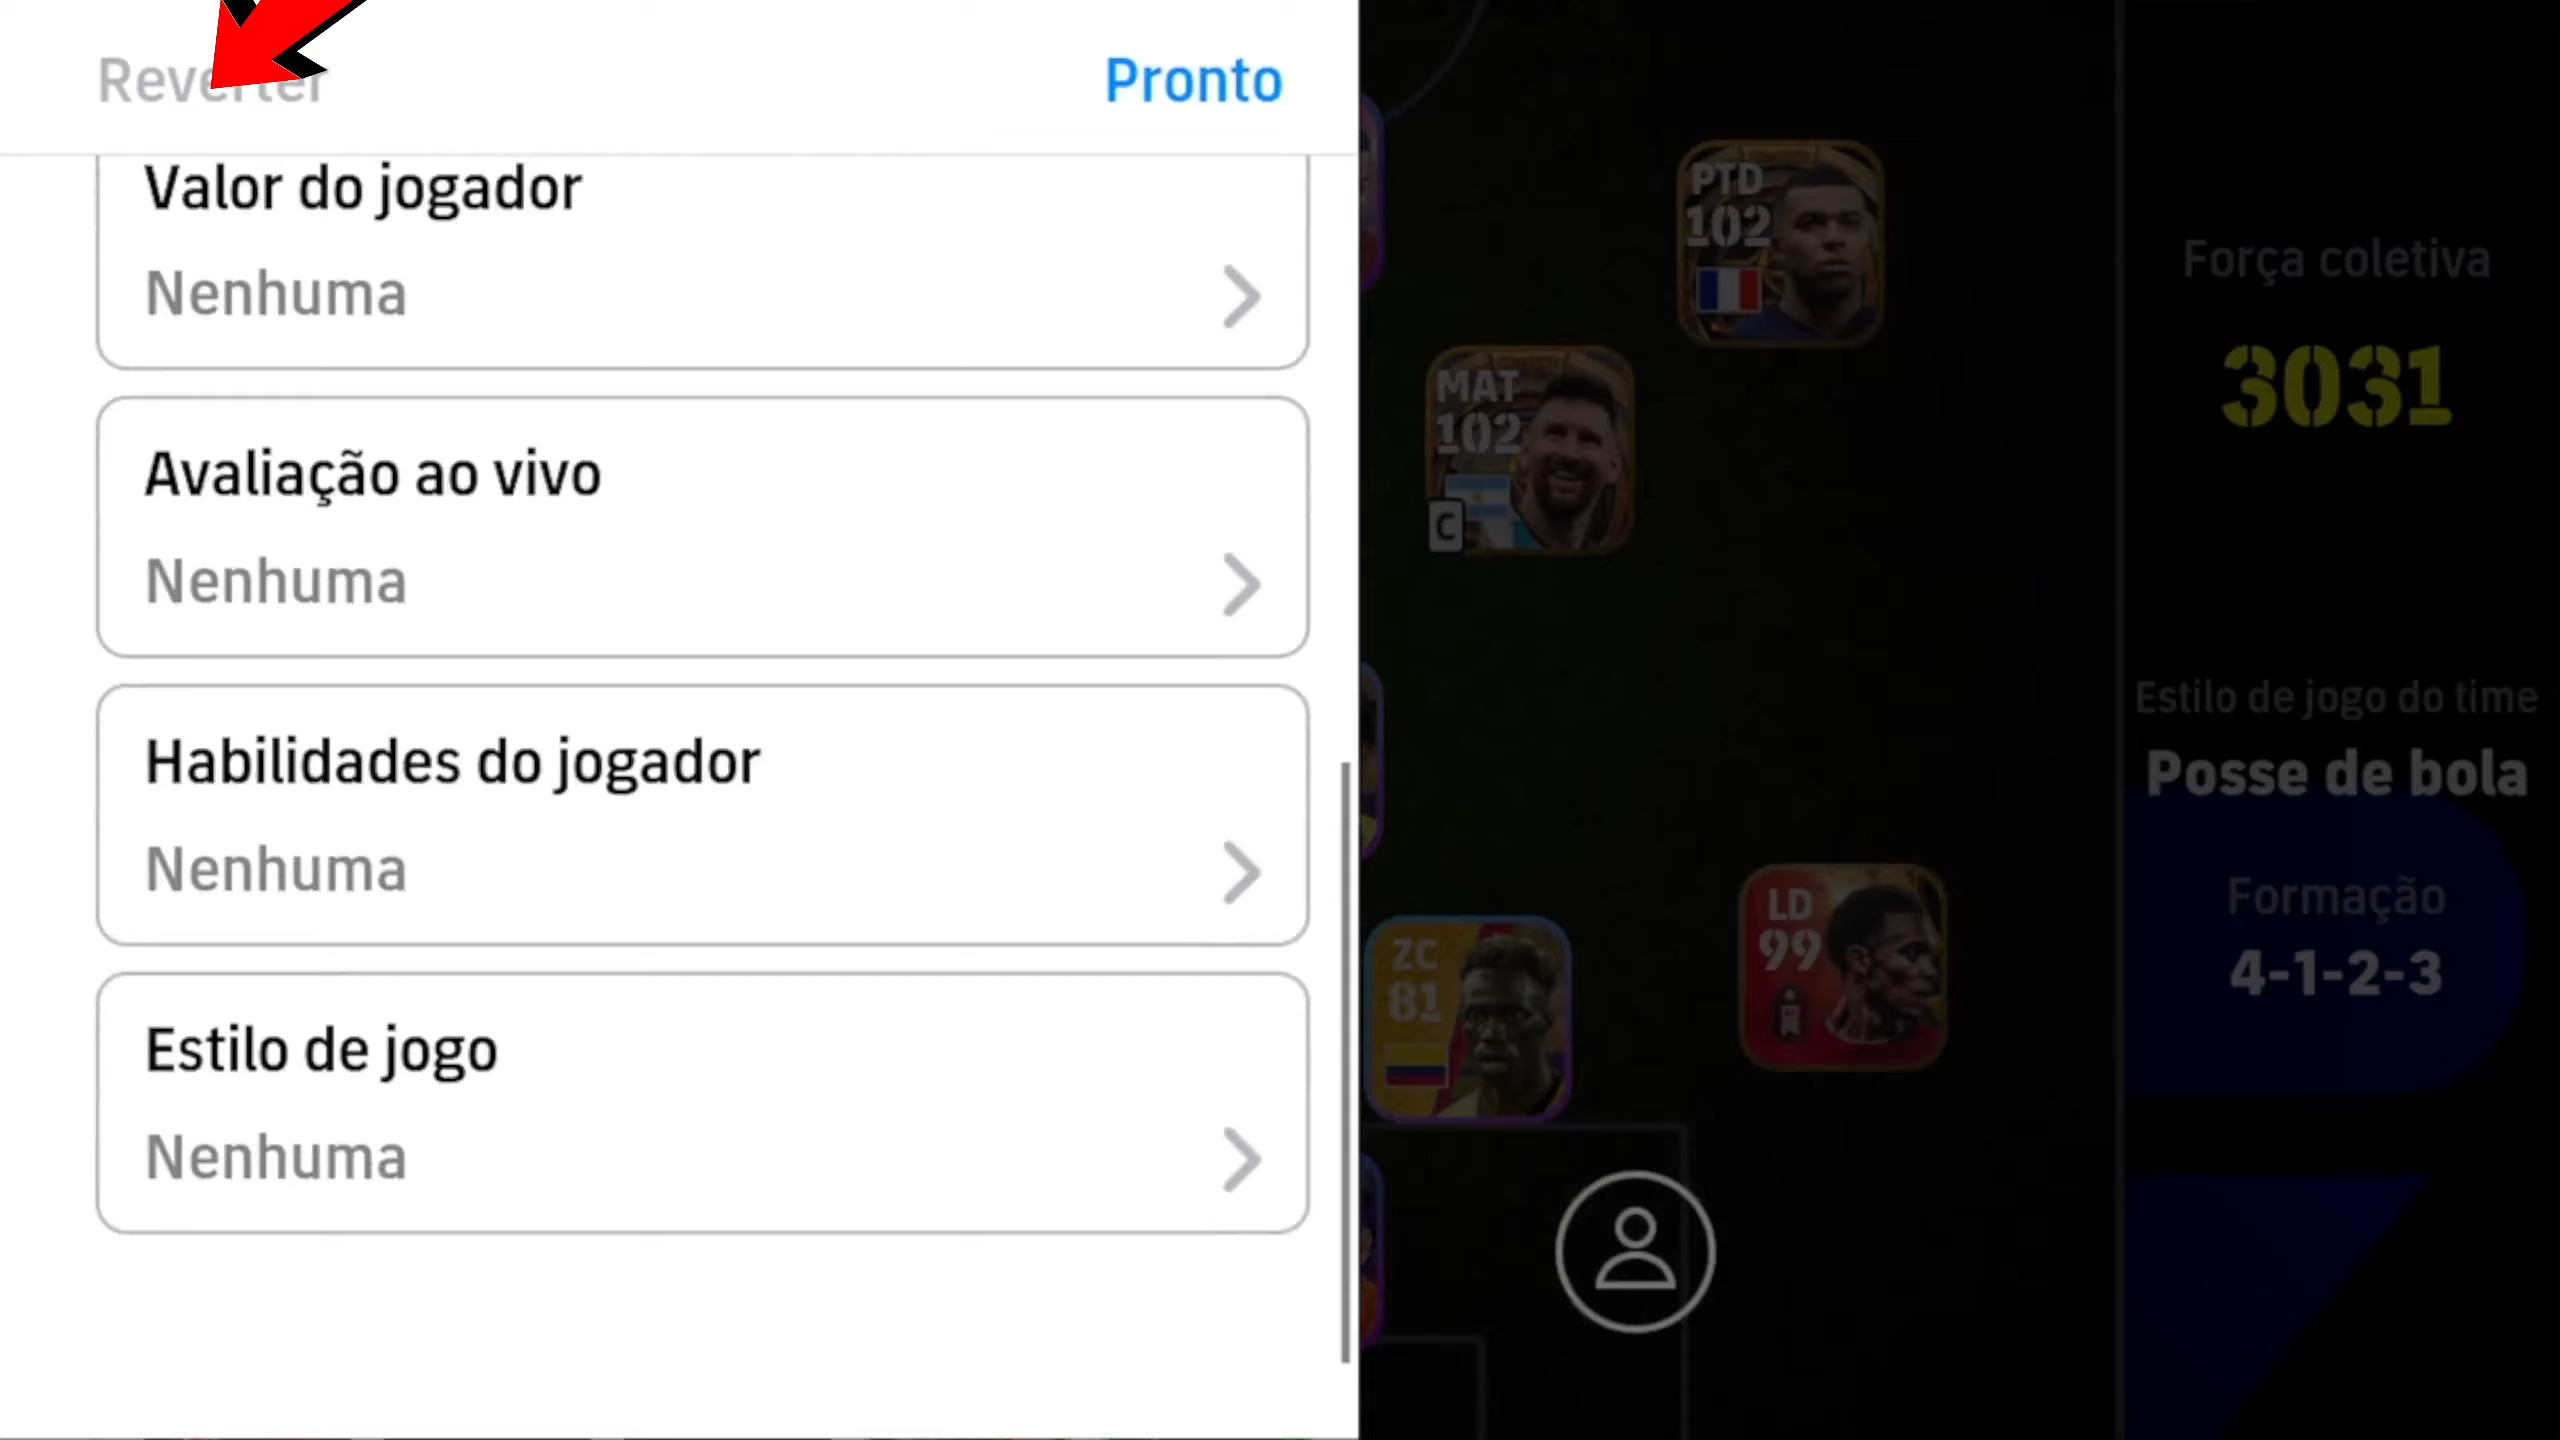 Reverter
Pronto
Valor do jogador
Nenhuma
Avaliação ao vivo
Nenhuma
Habilidades do jogador
Nenhuma
Estilo de jogo
Nenhuma
PTD
102
MAT
102
C
ZC
81
LD
99
Força coletiva
3031
Estilo de jogo do time
Posse de bola
Formação
4-1-2-3